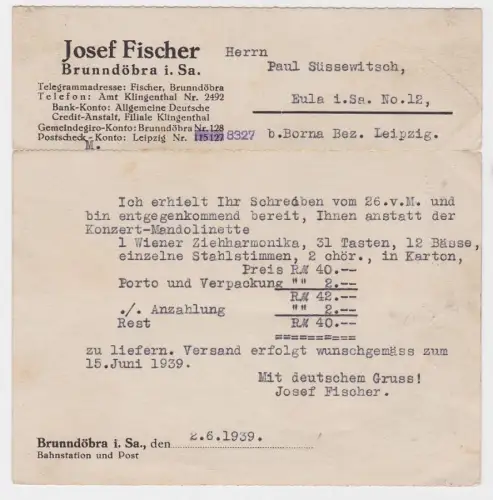 Josef Fischer
Brunndöbra i. Sa.
Telegrammadresse: Fischer, Brunndöbra
Telefon: Amt Klingenthal Nr. 2492
Bank-Konto: Allgemeine Deutsche
Credit-Anstalt, Filiale Klingenthal
Gemeindegiro-Konto: Brunndöbra Nr. 128
Postscheck-Konto: Leipzig Nr. 115127 8327
M.
Herrn
Paul Süssewitsch,
Eula i.Sa. No.12,
b.Borna Bez. Leipzig.
Ich erhielt Ihr Schreiben vom 26.v.M. und
bin entgegenkommend bereit, Ihnen anstatt der
Konzert-Mandolinette
1 Wiener Ziehharmonika, 31 Tasten, 12 Bässe,
einzelne Stahlstimmen, 2 chör., in Karton,
Preis RM 40.--
Porto und Verpackung "" 2.--
RM 42.--
./. Anzahlung "" 2.--
Rest RM 40.--
==========
zu liefern. Versand erfolgt wunschgemäss zum
15.Juni 1939.
Mit deutschem Gruss!
Josef Fischer.
Brunndöbra i. Sa., den 2.6.1939.
Bahnstation und Post